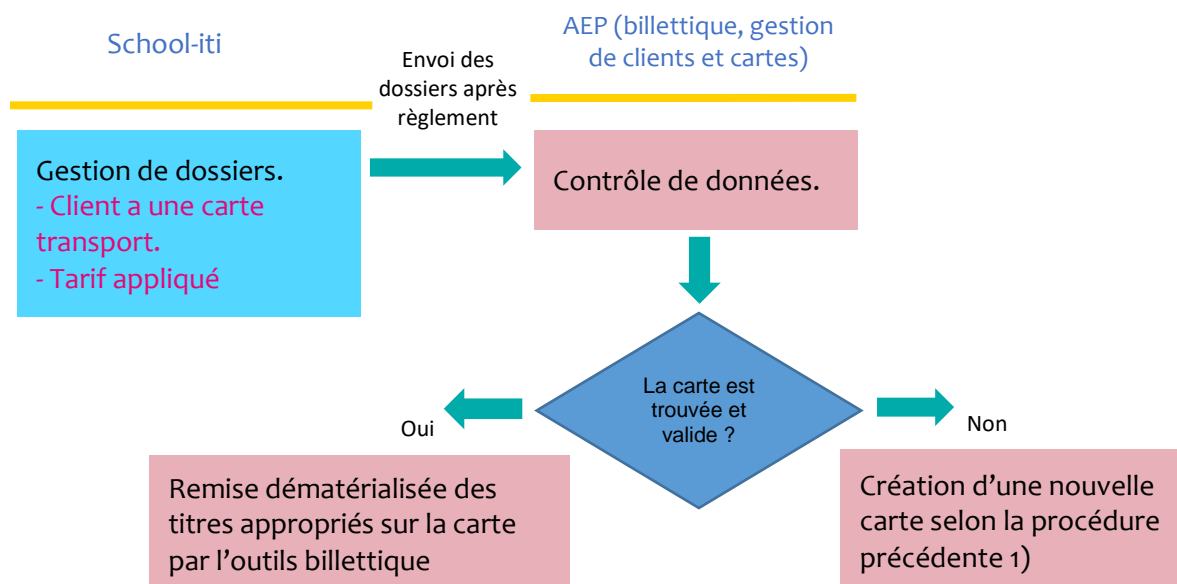 School-iti
Envoi des
dossiers après
règlement
AEP (billettique, gestion
de clients et cartes)
Gestion de dossiers.
- Client a une carte
transport.
- Tarif appliqué
Contrôle de données.
La carte est
trouvée et
valide ?
Oui
Non
Remise dématérialisée des
titres appropriés sur la carte
par l’outils billettique
Création d’une nouvelle
carte selon la procédure
précédente 1)